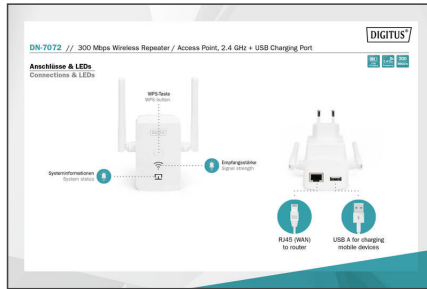 DIGITUS®
DN-7072 // 300 Mbps Wireless Repeater / Access Point, 2.4 GHz + USB Charging Port
Anschlüsse & LEDs
Connections & LEDs
300
WPS-Taste
WPS button
Empfangsstärke
Signal strength
Systeminformationen
System status
RJ45 (WAN)
to router
USB A for charging
mobile devices